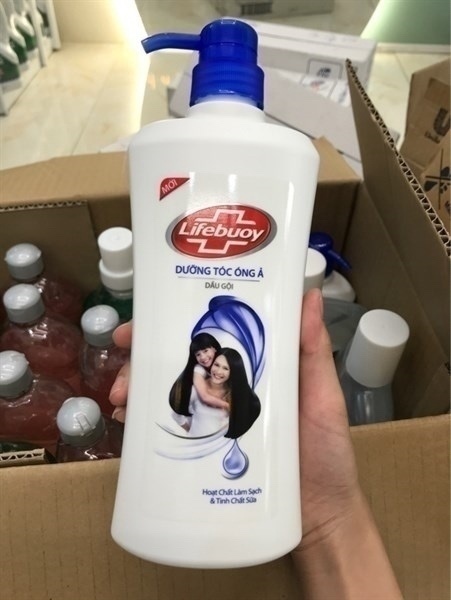 MỚI
Lifebuoy
DƯỠNG TÓC ÓNG Ả
DẦU GỘI
Hoạt Chất Làm Sạch
& Tinh Chất Sữa